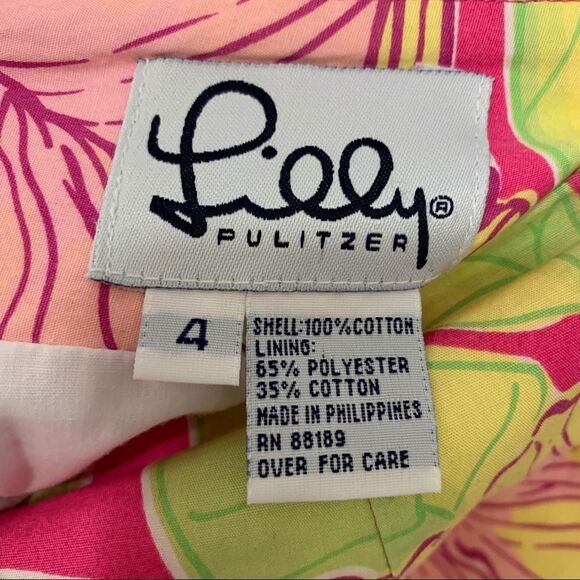 Lilly®
PULITZER
4
SHELL:100%COTTON
LINING:
65% POLYESTER
35% COTTON
MADE IN PHILIPPINES
RN 88189
OVER FOR CARE